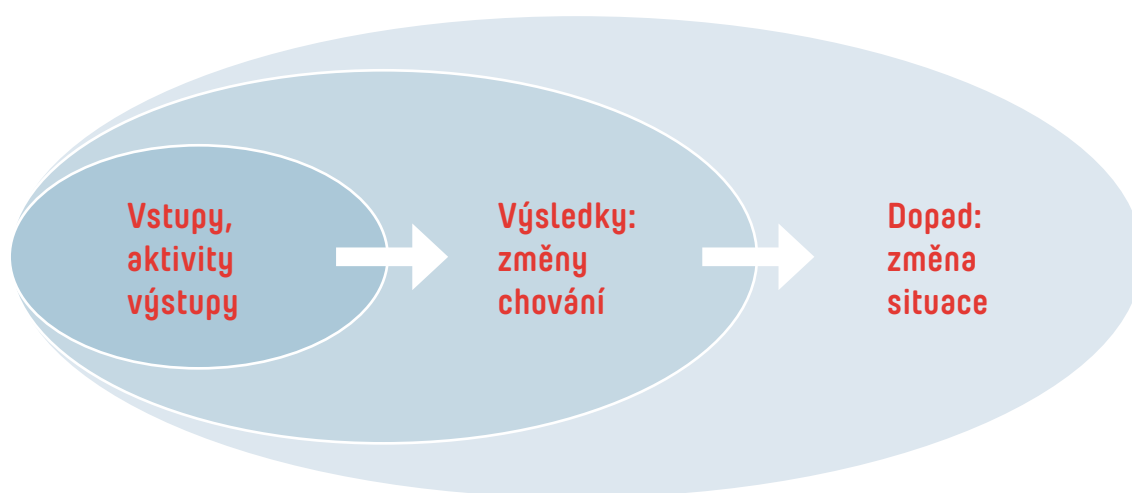 Vstupy,
aktivity
výstupy
Výsledky:
změny
chování
Dopad:
změna
situace